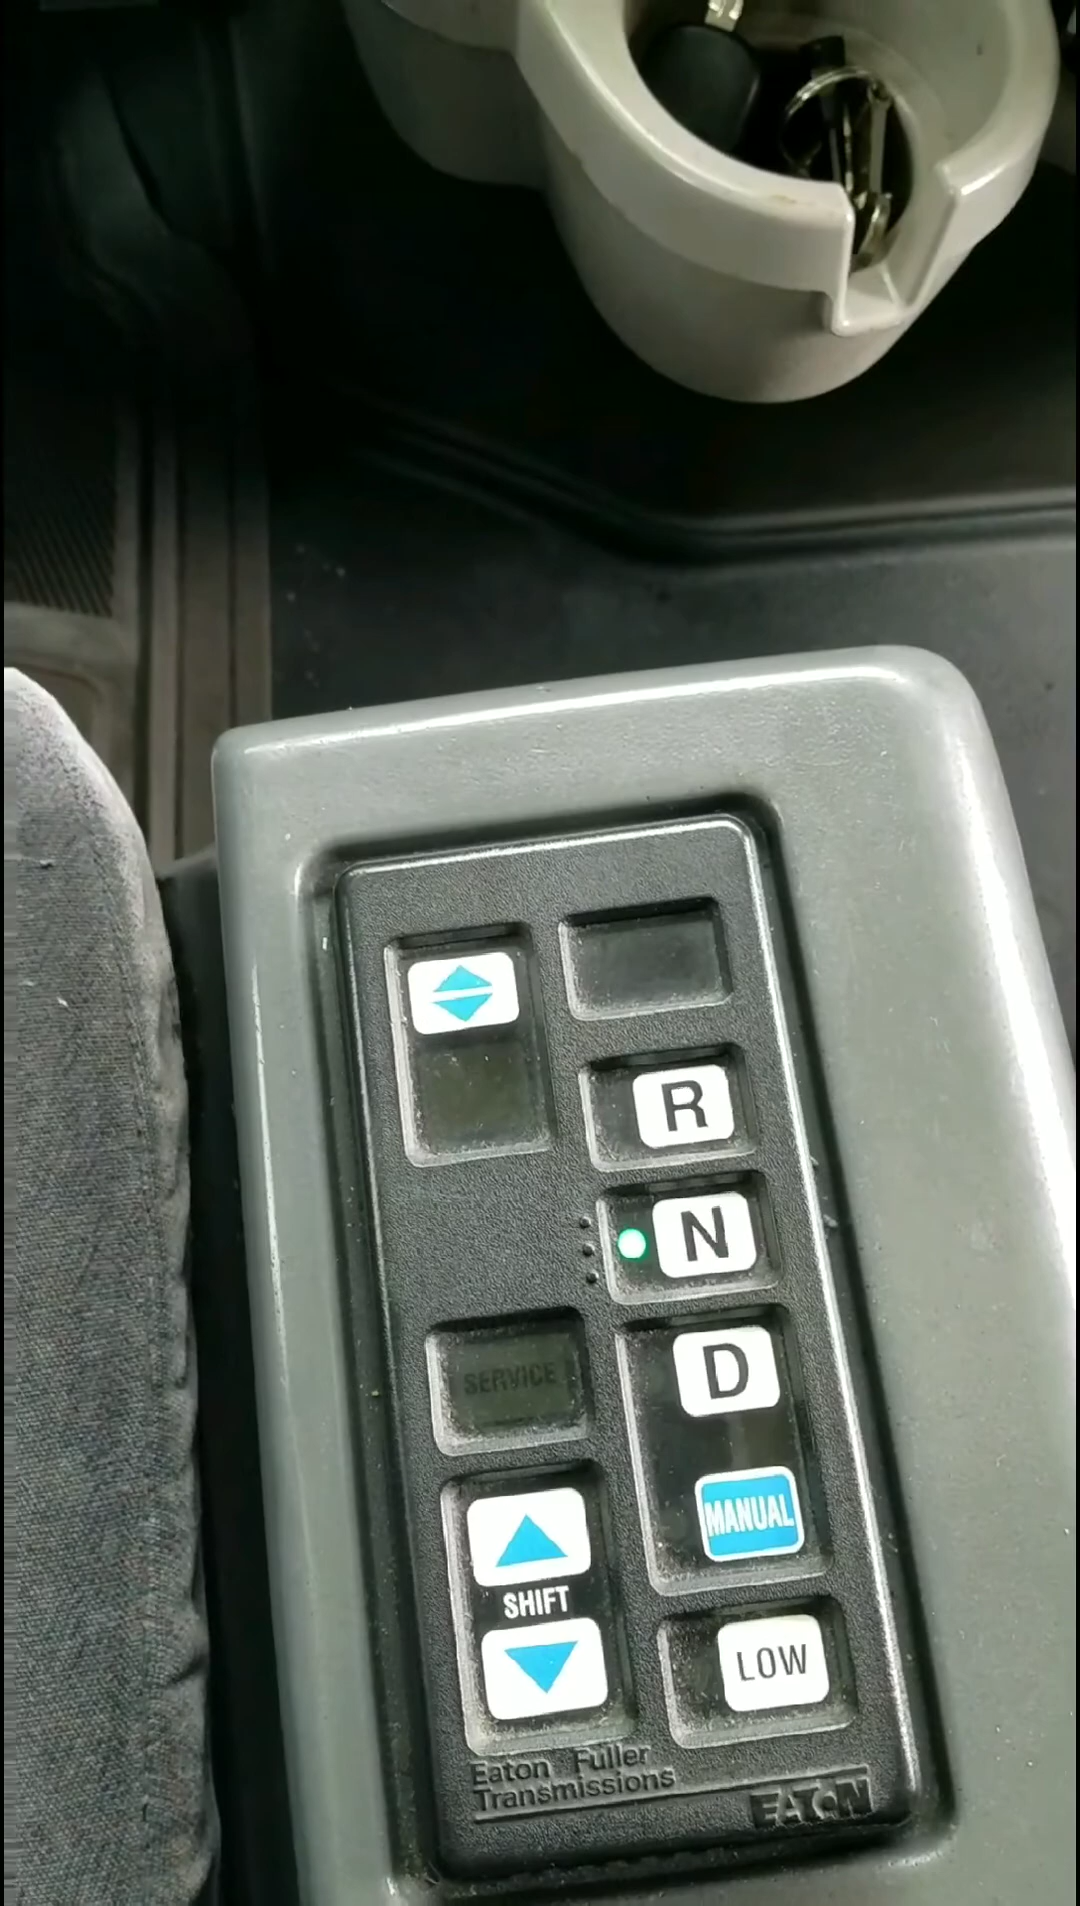 R
N
D
SERVICE
MANUAL
SHIFT
LOW
Eaton Fuller
Transmissions
EATON